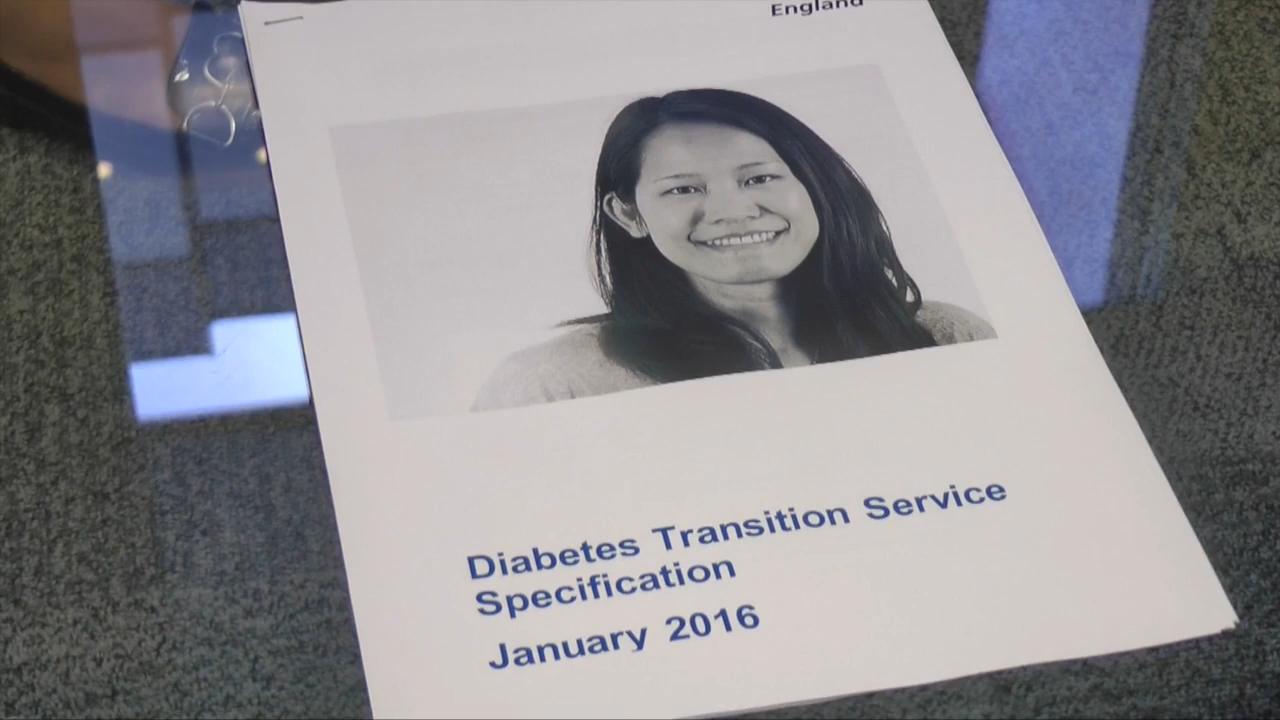 England
Diabetes Transition Service
Specification
January 2016